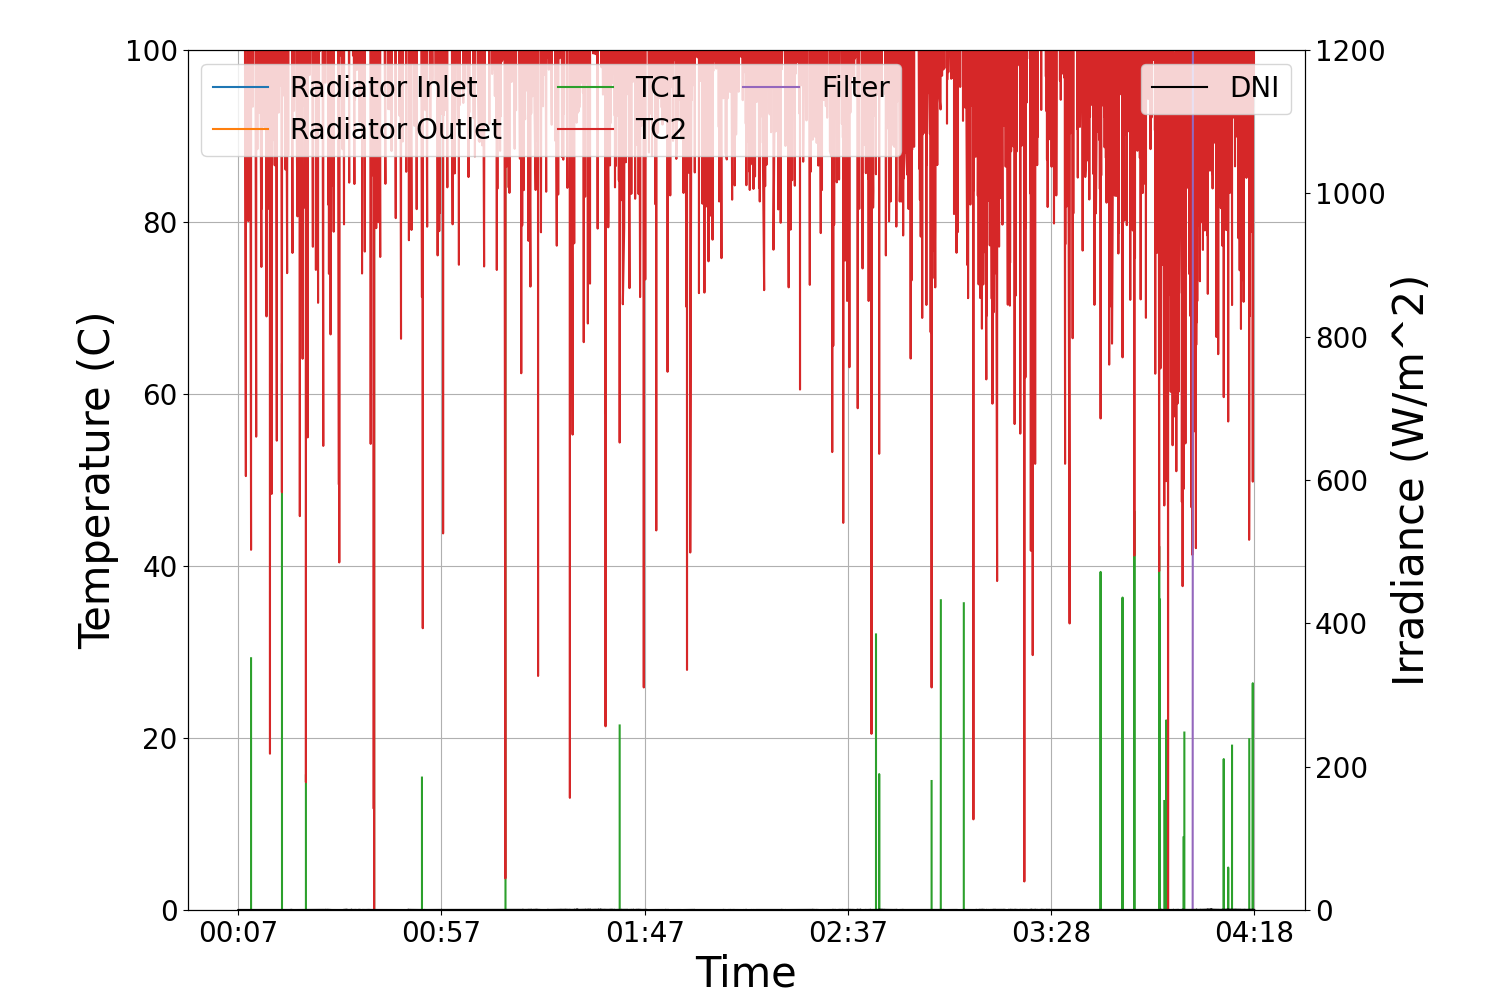 100
80
60
40
20
0
Temperature (C)
Radiator Inlet
Radiator Outlet
TC1
TC2
Filter
DNI
1200
1000
800
600
400
200
0
Irradiance (W/m^2)
00:07
00:57
01:47
02:37
03:28
04:18
Time